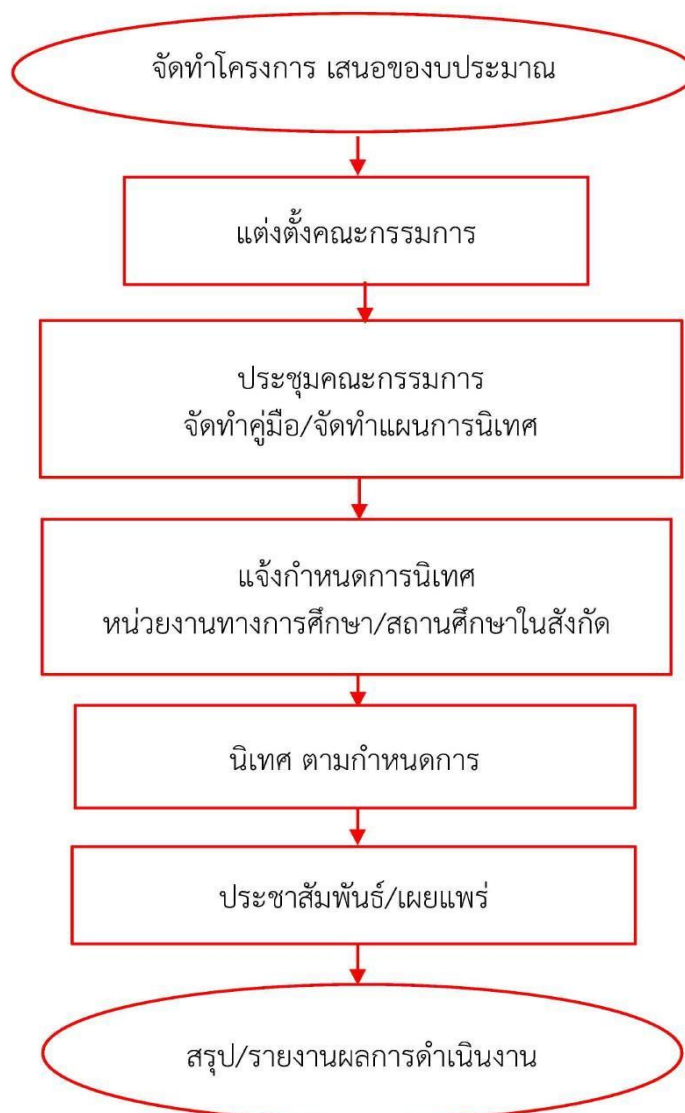 จัดทำโครงการ เสนอของบประมาณ
แต่งตั้งคณะกรรมการ
ประชุมคณะกรรมการ
จัดทำคู่มือ/จัดทำแผนการนิเทศ
แจ้งกำหนดการนิเทศ
หน่วยงานทางการศึกษา/สถานศึกษาในสังกัด
นิเทศ ตามกำหนดการ
ประชาสัมพันธ์/เผยแพร่
สรุป/รายงานผลการดำเนินงาน